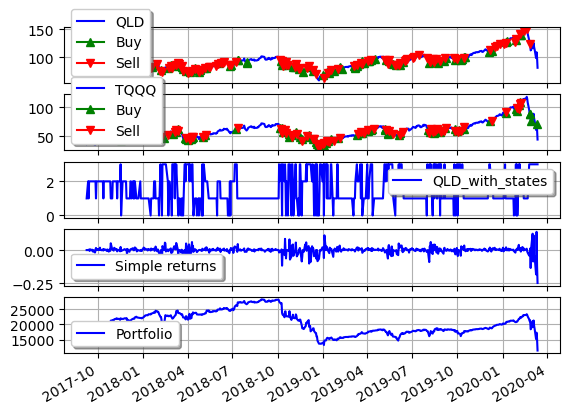 150
100
QLD
Buy
Sell
100
50
TQQQ
Buy
Sell
2
0
QLD_with_states
0.00
−0.25
Simple returns
25000
20000
15000
Portfolio
2017-10 2018-01 2018-04 2018-07 2018-10 2019-01 2019-04 2019-07 2019-10 2020-01 2020-04